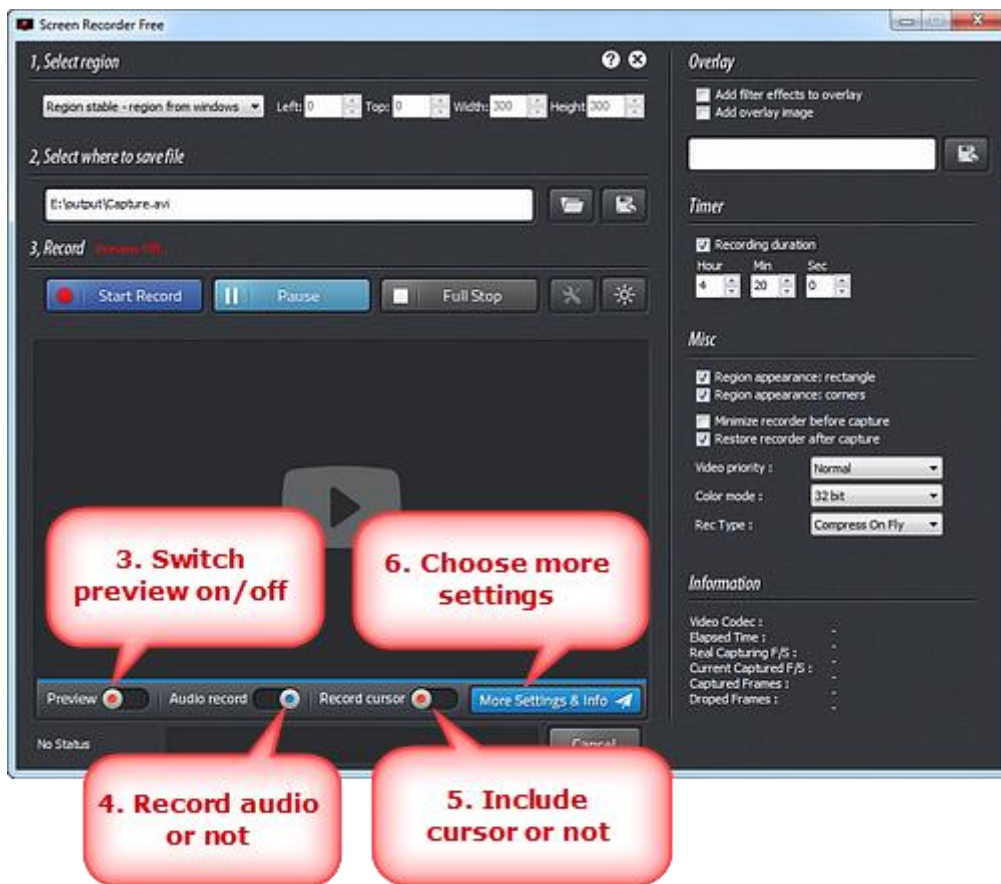 Screen Recorder Free
1, Select region
Region stable - region from windows Left: 0 Top: 0 Width: 300 Height 300
2, Select where to save file
E:\output\Capture.avi
3, Record Preview Off.
Start Record Pause Full Stop
3. Switch
preview on/off
6. Choose more
settings
Preview Audio record Record cursor More Settings & Info
No Status Cancel
4. Record audio
or not
5. Include
cursor or not
Overlay
Add filter effects to overlay
Add overlay image
Timer
Recording duration
Hour Min Sec
4 20 0
Misc
Region appearance: rectangle
Region appearance: corners
Minimize recorder before capture
Restore recorder after capture
Video priority : Normal
Color mode : 32 bit
Rec Type : Compress On Fly
Information
Video Codec : -
Elapsed Time : -
Real Capturing F/S : -
Current Captured F/S : -
Captured Frames : -
Droped Frames : -